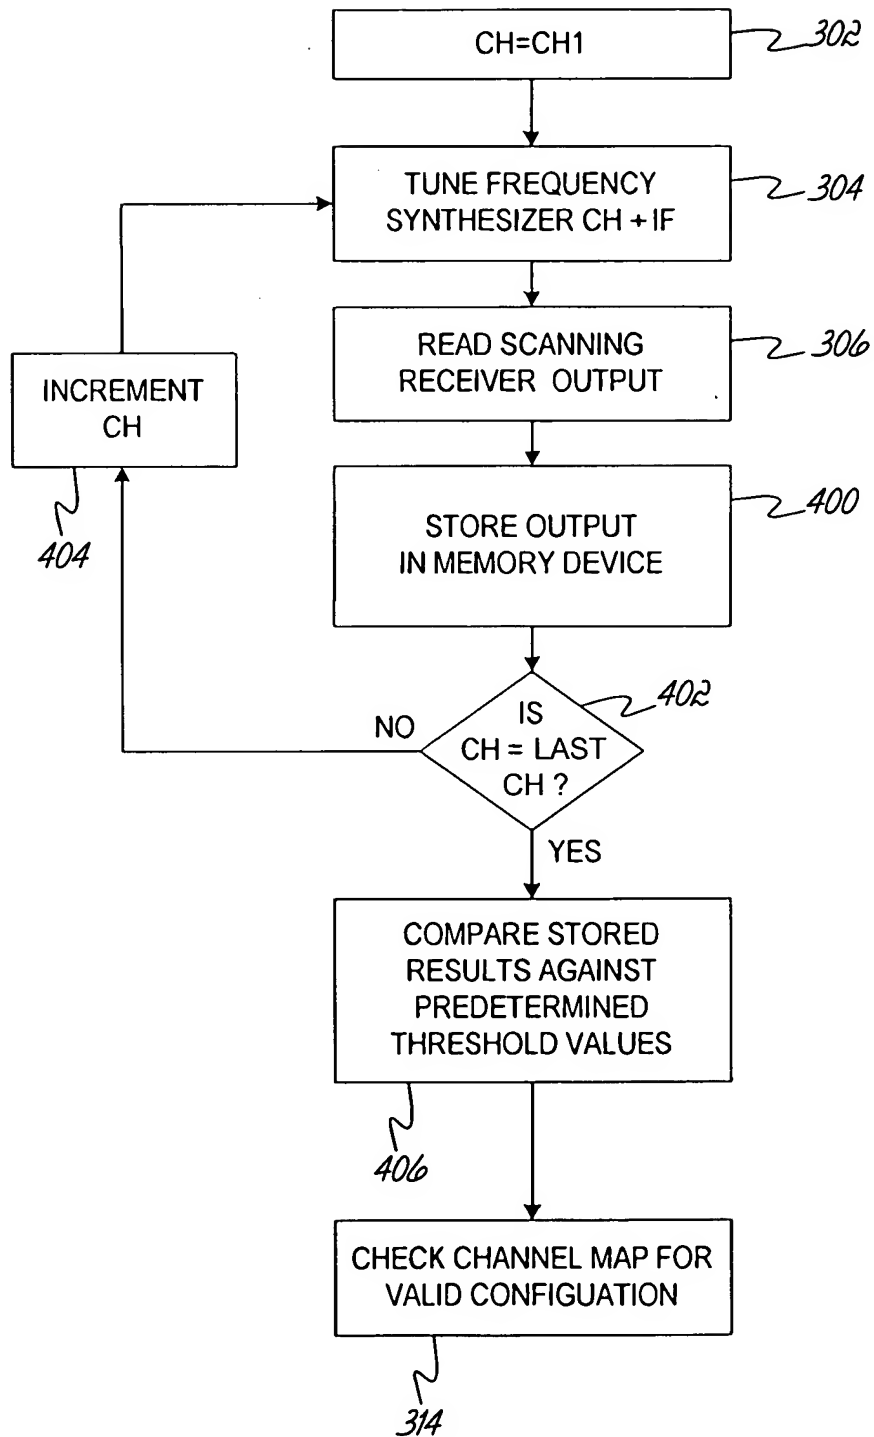 CH=CH1
302
TUNE FREQUENCY
SYNTHESIZER CH + IF
304
READ SCANNING
RECEIVER OUTPUT
306
INCREMENT
CH
404
STORE OUTPUT
IN MEMORY DEVICE
400
IS
CH = LAST
CH ?
402
NO
YES
COMPARE STORED
RESULTS AGAINST
PREDETERMINED
THRESHOLD VALUES
406
CHECK CHANNEL MAP FOR
VALID CONFIGUATION
314